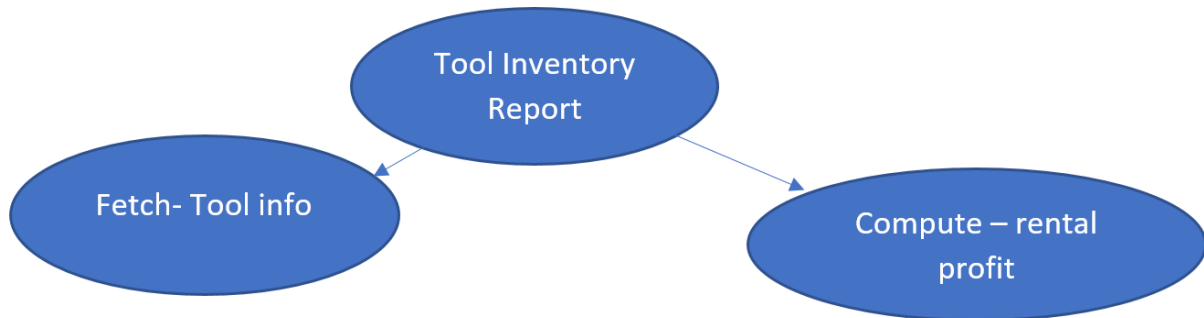 Tool Inventory
Report
Fetch- Tool info
Compute – rental
profit